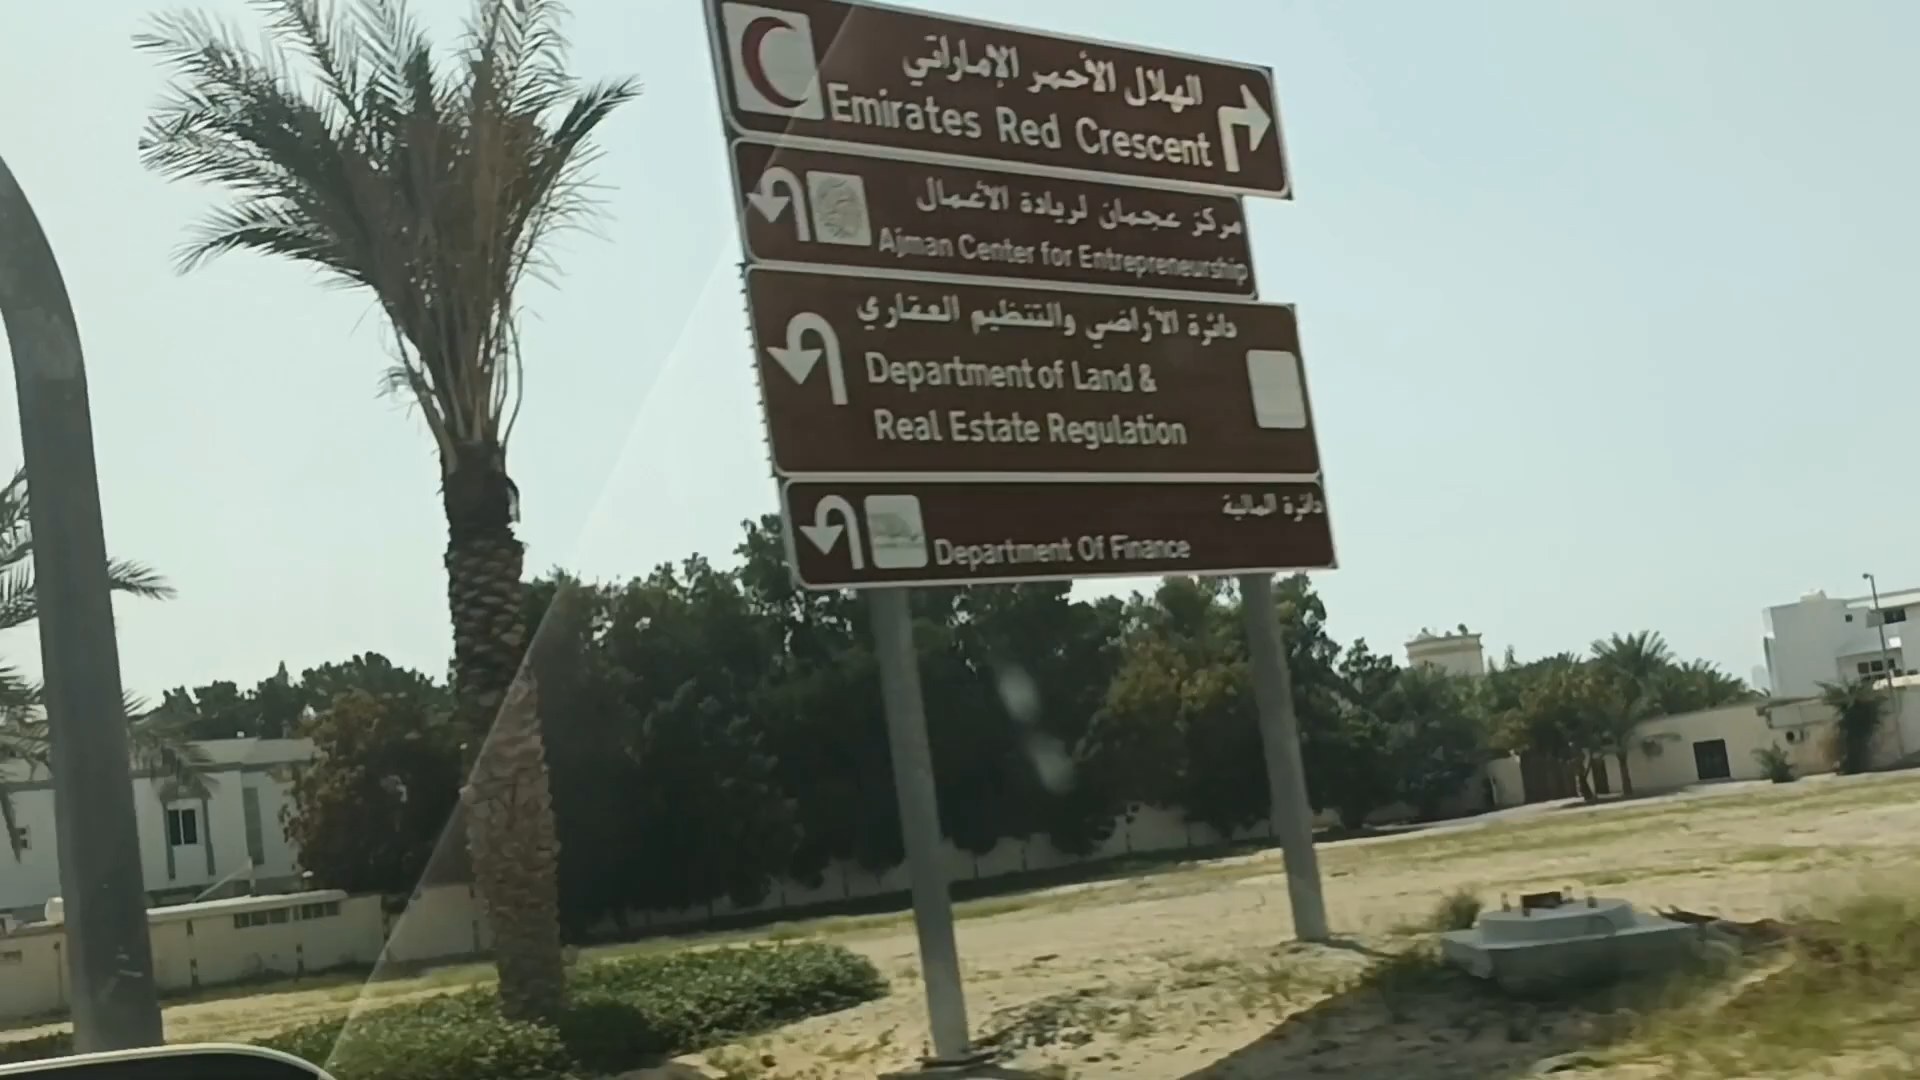 الهلال الأحمر الإماراتي
Emirates Red Crescent
مركز عجمان لريادة الأعمال
Ajman Center for Entrepreneurship
دائرة الأراضي والتنظيم العقاري
Department of Land &
Real Estate Regulation
دائرة المالية
Department Of Finance